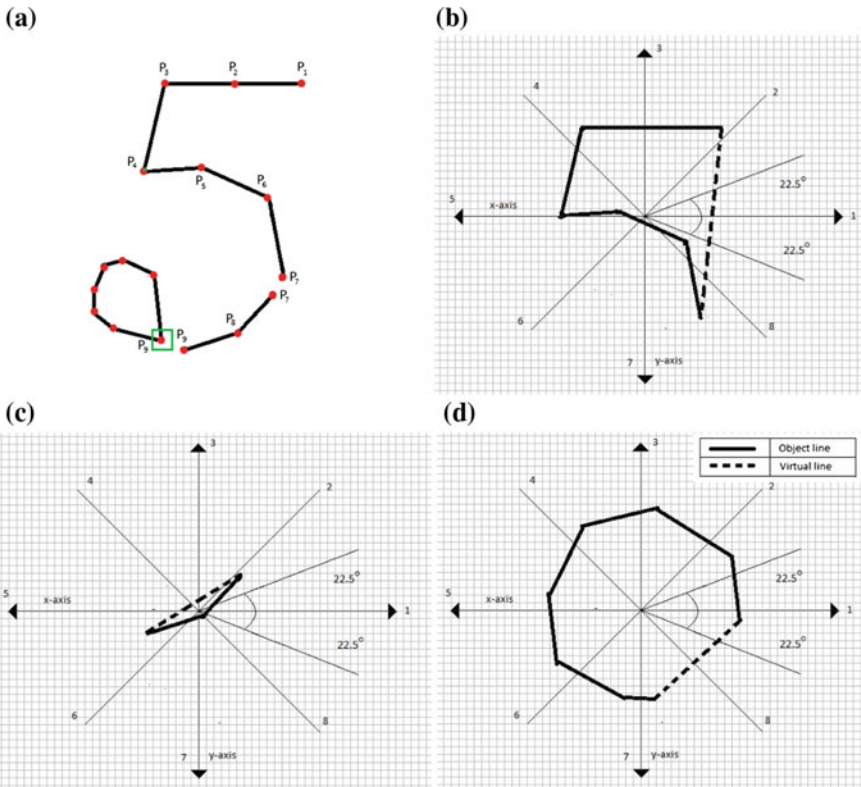 (a)
P3 P2 P1
P4
P5
P6
P7
P7
P8
P9
P9
(b)
3
4
2
22.5°
5
x-axis
1
22.5°
6
8
7
y-axis
(c)
3
4
2
22.5°
5
x-axis
1
22.5°
6
8
7
y-axis
(d)
3
Object line
Virtual line
4
2
22.5°
5
x-axis
1
22.5°
6
8
7
y-axis